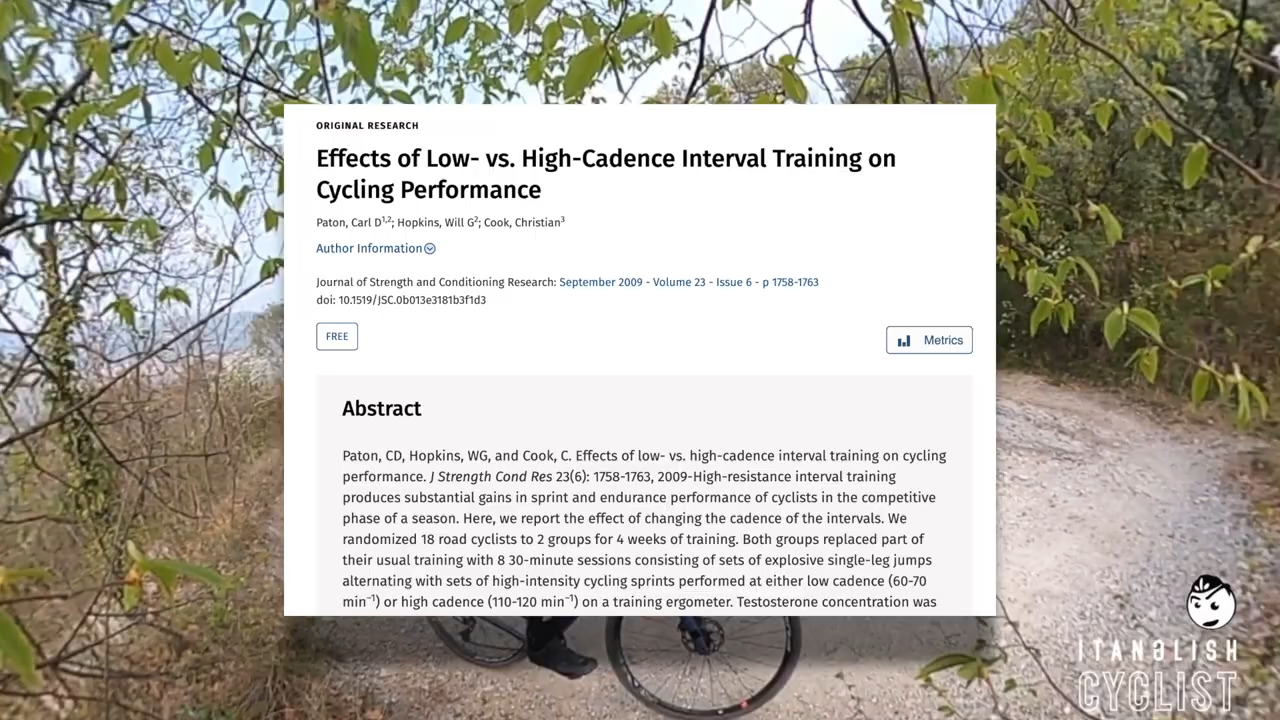 ORIGINAL RESEARCH
Effects of Low- vs. High-Cadence Interval Training on
Cycling Performance
Paton, Carl D1,2; Hopkins, Will G2; Cook, Christian3
Author Information
Journal of Strength and Conditioning Research: September 2009 - Volume 23 - Issue 6 - p 1758-1763
doi: 10.1519/JSC.0b013e3181b3f1d3
FREE
Metrics
Abstract
Paton, CD, Hopkins, WG, and Cook, C. Effects of low- vs. high-cadence interval training on cycling
performance. J Strength Cond Res 23(6): 1758-1763, 2009-High-resistance interval training
produces substantial gains in sprint and endurance performance of cyclists in the competitive
phase of a season. Here, we report the effect of changing the cadence of the intervals. We
randomized 18 road cyclists to 2 groups for 4 weeks of training. Both groups replaced part of
their usual training with 8 30-minute sessions consisting of sets of explosive single-leg jumps
alternating with sets of high-intensity cycling sprints performed at either low cadence (60-70
min−1) or high cadence (110-120 min−1) on a training ergometer. Testosterone concentration was
ITANGLISH
CYCLIST